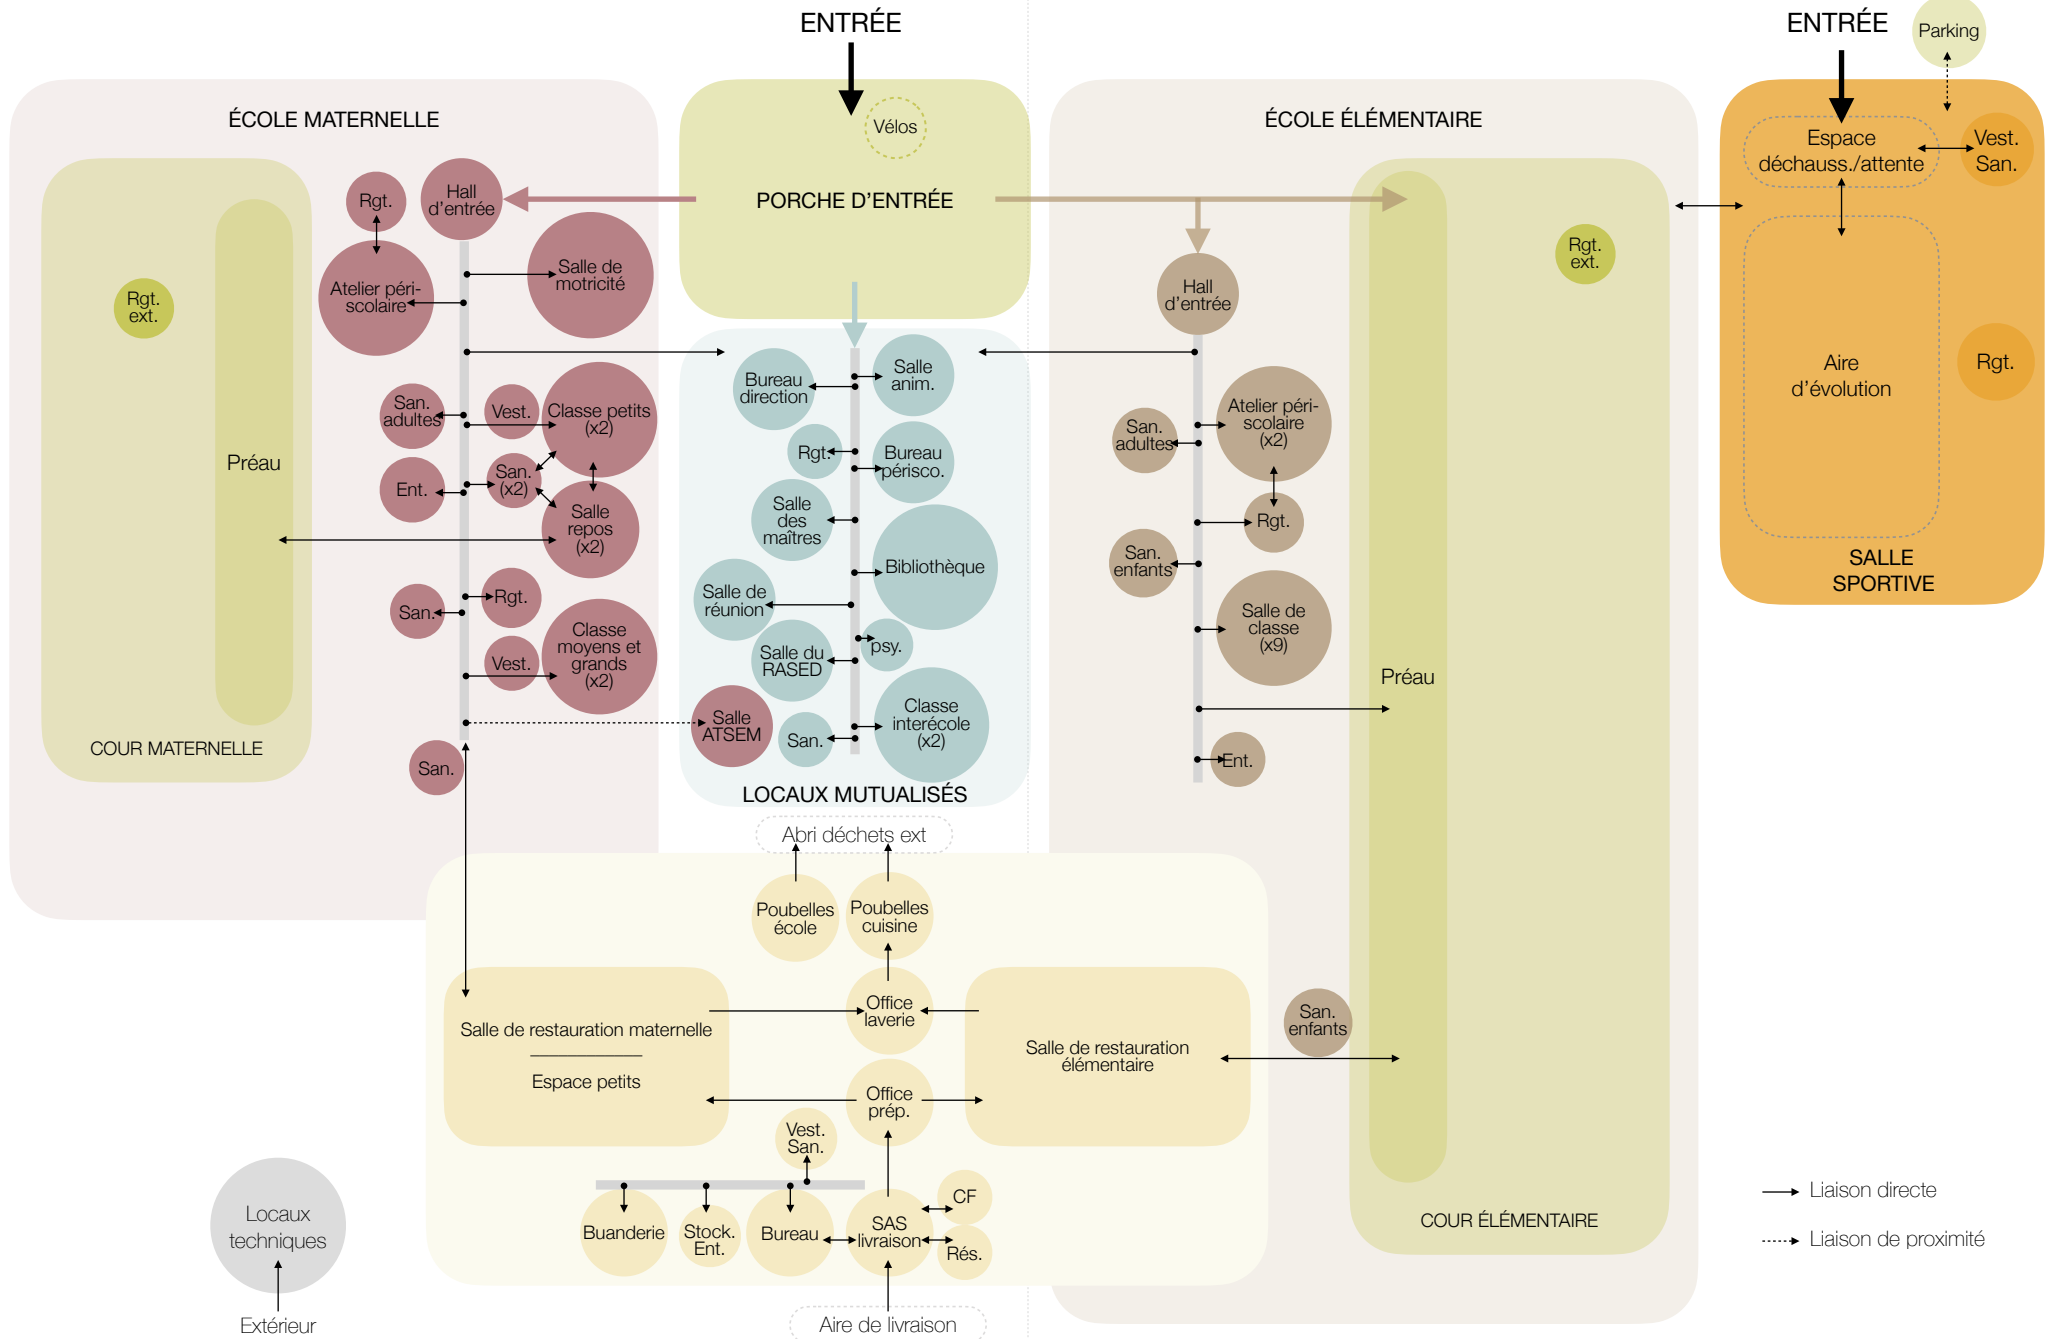 ENTRÉE
ENTRÉE
Parking
ÉCOLE MATERNELLE
Vélos
ÉCOLE ÉLÉMENTAIRE
PORCHE D'ENTRÉE
Espace
déchauss./attente
Vest.
San.
Rgt.
Hall
d'entrée
Salle de
motricité
Atelier péri-
scolaire
Rgt.
ext.
Préau
COUR MATERNELLE
San.
adultes
Vest.
Classe petits
(x2)
Ent.
San.
(x2)
Salle
repos
(x2)
San.
Rgt.
Vest.
Classe
moyens et
grands
(x2)
San.
Bureau
direction
Salle
anim.
Rgt.
Bureau
périsco.
Salle
des
maîtres
Bibliothèque
Salle de
réunion
psy.
Salle du
RASED
Salle
ATSEM
San.
Classe
interécole
(x2)
LOCAUX MUTUALISÉS
Hall
d'entrée
San.
adultes
Atelier péri-
scolaire
(x2)
Rgt.
San.
enfants
Salle de
classe
(x9)
Ent.
Rgt.
ext.
Préau
COUR ÉLÉMENTAIRE
Aire
d'évolution
Rgt.
SALLE
SPORTIVE
Abri déchets ext
Poubelles
école
Poubelles
cuisine
Office
laverie
Salle de restauration maternelle
Espace petits
Salle de restauration
élémentaire
San.
enfants
Office
prép.
Vest.
San.
Buanderie
Stock.
Ent.
Bureau
SAS
livraison
CF
Rés.
Aire de livraison
Locaux
techniques
Extérieur
Liaison directe
Liaison de proximité